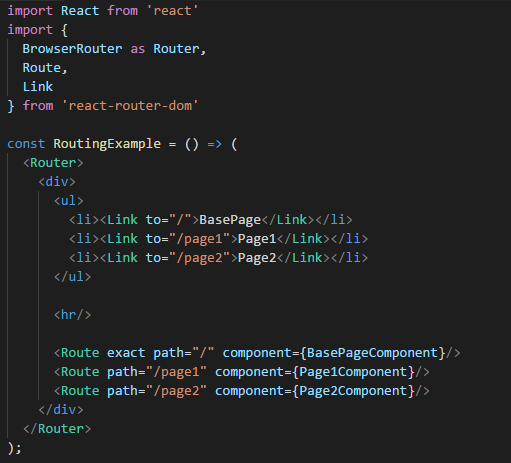 import React from 'react'
import {
  BrowserRouter as Router,
  Route,
  Link
} from 'react-router-dom'

const RoutingExample = () => (
  <Router>
    <div>
      <ul>
        <li><Link to="/">BasePage</Link></li>
        <li><Link to="/page1">Page1</Link></li>
        <li><Link to="/page2">Page2</Link></li>
      </ul>

      <hr/>

      <Route exact path="/" component={BasePageComponent}/>
      <Route path="/page1" component={Page1Component}/>
      <Route path="/page2" component={Page2Component}/>
    </div>
  </Router>
);